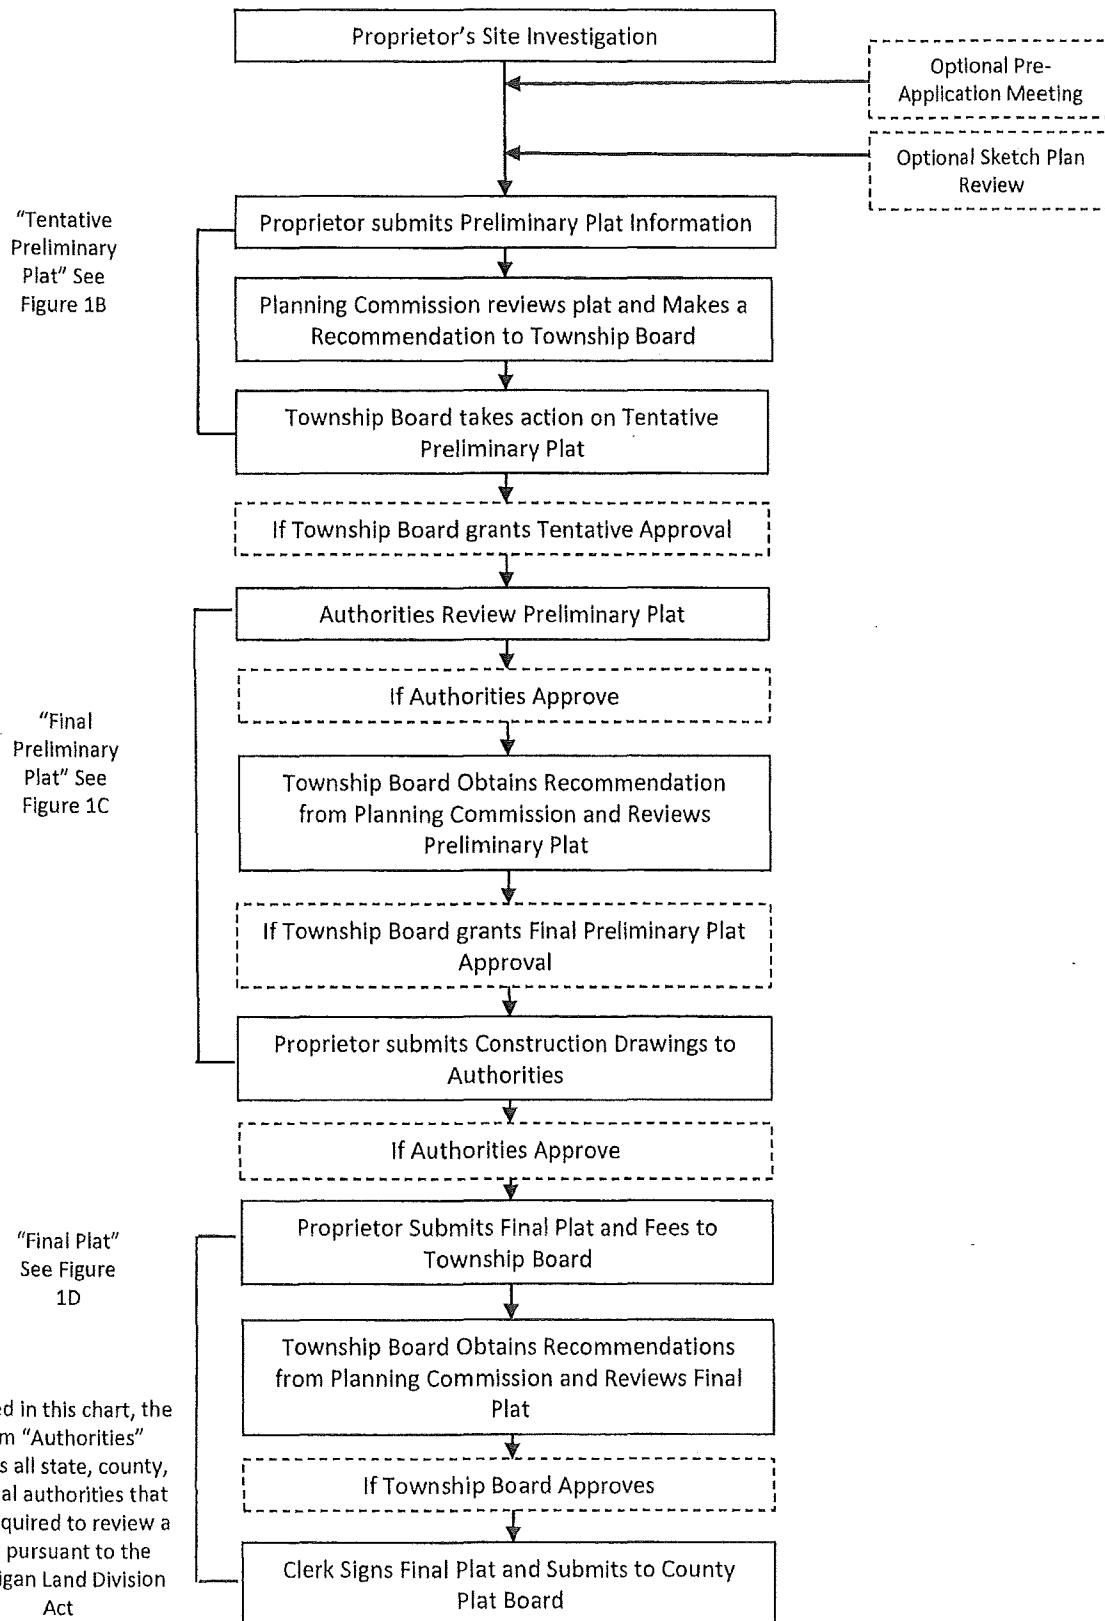 Proprietor's Site Investigation
Optional Pre-
Application Meeting
Optional Sketch Plan
Review
"Tentative
Preliminary
Plat" See
Figure 1B
Proprietor submits Preliminary Plat Information
Planning Commission reviews plat and Makes a
Recommendation to Township Board
Township Board takes action on Tentative
Preliminary Plat
If Township Board grants Tentative Approval
Authorities Review Preliminary Plat
If Authorities Approve
"Final
Preliminary
Plat" See
Figure 1C
Township Board Obtains Recommendation
from Planning Commission and Reviews
Preliminary Plat
If Township Board grants Final Preliminary Plat
Approval
Proprietor submits Construction Drawings to
Authorities
If Authorities Approve
"Final Plat"
See Figure
1D
Proprietor Submits Final Plat and Fees to
Township Board
Township Board Obtains Recommendations
from Planning Commission and Reviews Final
Plat
If Township Board Approves
Clerk Signs Final Plat and Submits to County
Plat Board
in this chart, the
"Authorities"
all state, county,
authorities that
to review a
pursuant to the
Land Division
Act